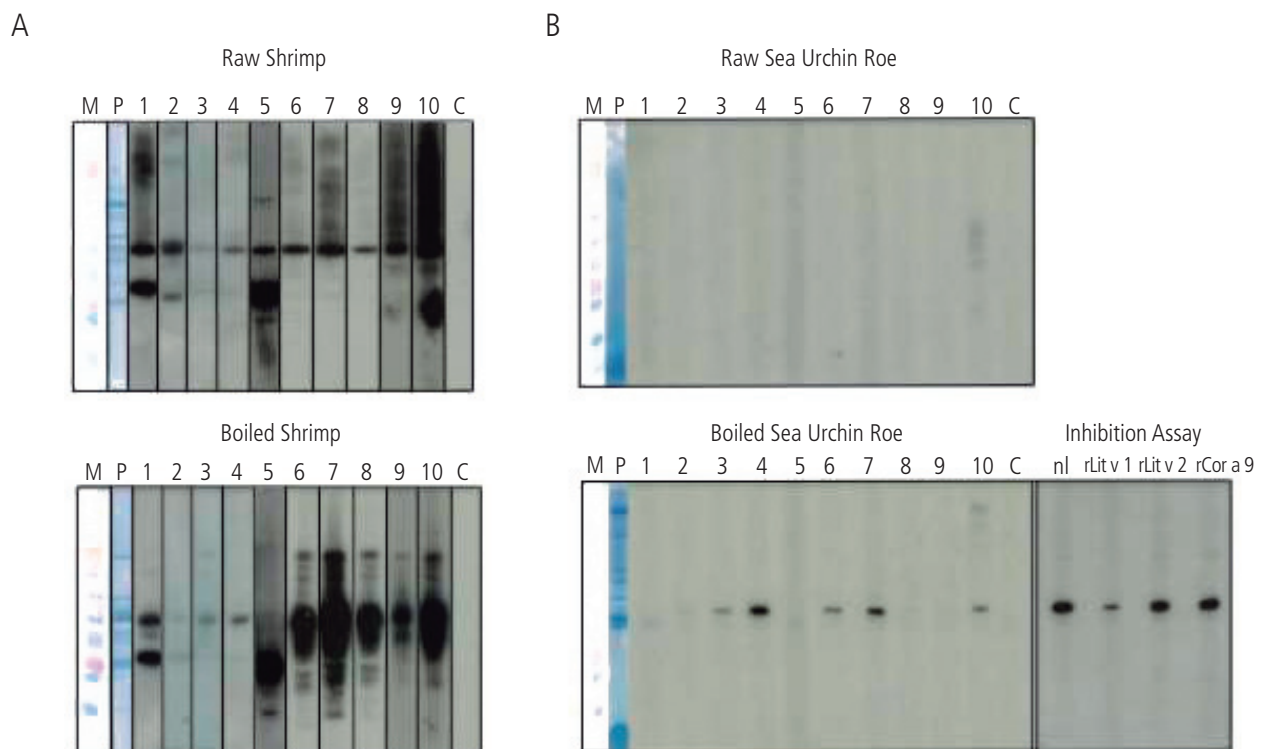 A
Raw Shrimp
M P 1 2 3 4 5 6 7 8 9 10 C
B
Raw Sea Urchin Roe
M P 1 2 3 4 5 6 7 8 9 10 C
Boiled Shrimp
M P 1 2 3 4 5 6 7 8 9 10 C
Boiled Sea Urchin Roe
M P 1 2 3 4 5 6 7 8 9 10 C
Inhibition Assay
nI rLit v 1 rLit v 2 rCor a 9